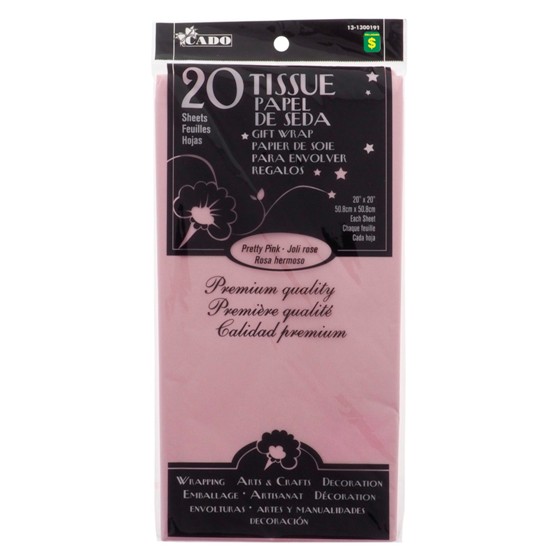 CADO
13-1300191
$
20
Sheets
Feuilles
Hojas
TISSUE
PAPEL
DE SEDA
GIFT WRAP
PAPIER DE SOIE
PARA ENVOLVER
REGALOS
20" x 20"
50.8cm x 50.8cm
Each Sheet
Chaque feuille
Cada hoja
Pretty Pink - Joli rose
Rosa hermoso
Premium quality
Première qualité
Calidad premium
WRAPPING ARTS & CRAFTS DECORATION
EMBALLAGE · ARTISANAT DÉCORATION
ENVOLTURAS · ARTES Y MANUALIDADES
DECORACIÓN